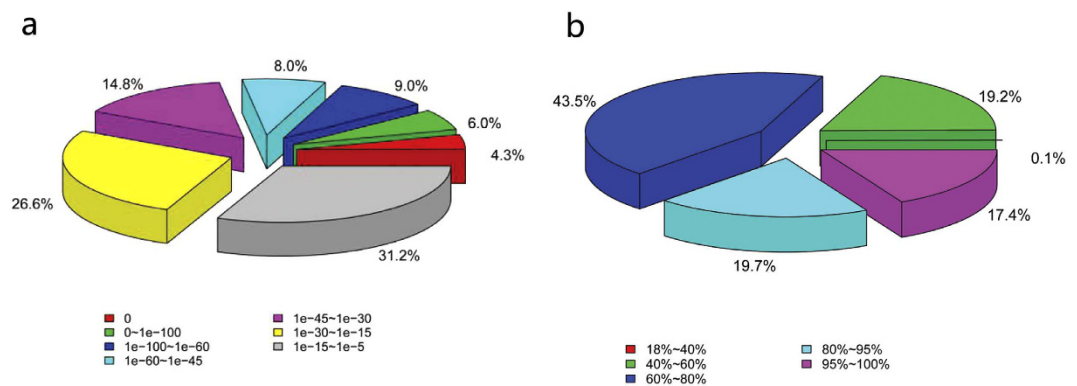 a
b
8.0%
14.8%
9.0%
6.0%
4.3%
26.6%
31.2%
43.5%
19.2%
0.1%
17.4%
19.7%
0
0~1e−100
1e−100~1e−60
1e−60~1e−45
1e−45~1e−30
1e−30~1e−15
1e−15~1e−5
18%~40%
40%~60%
60%~80%
80%~95%
95%~100%